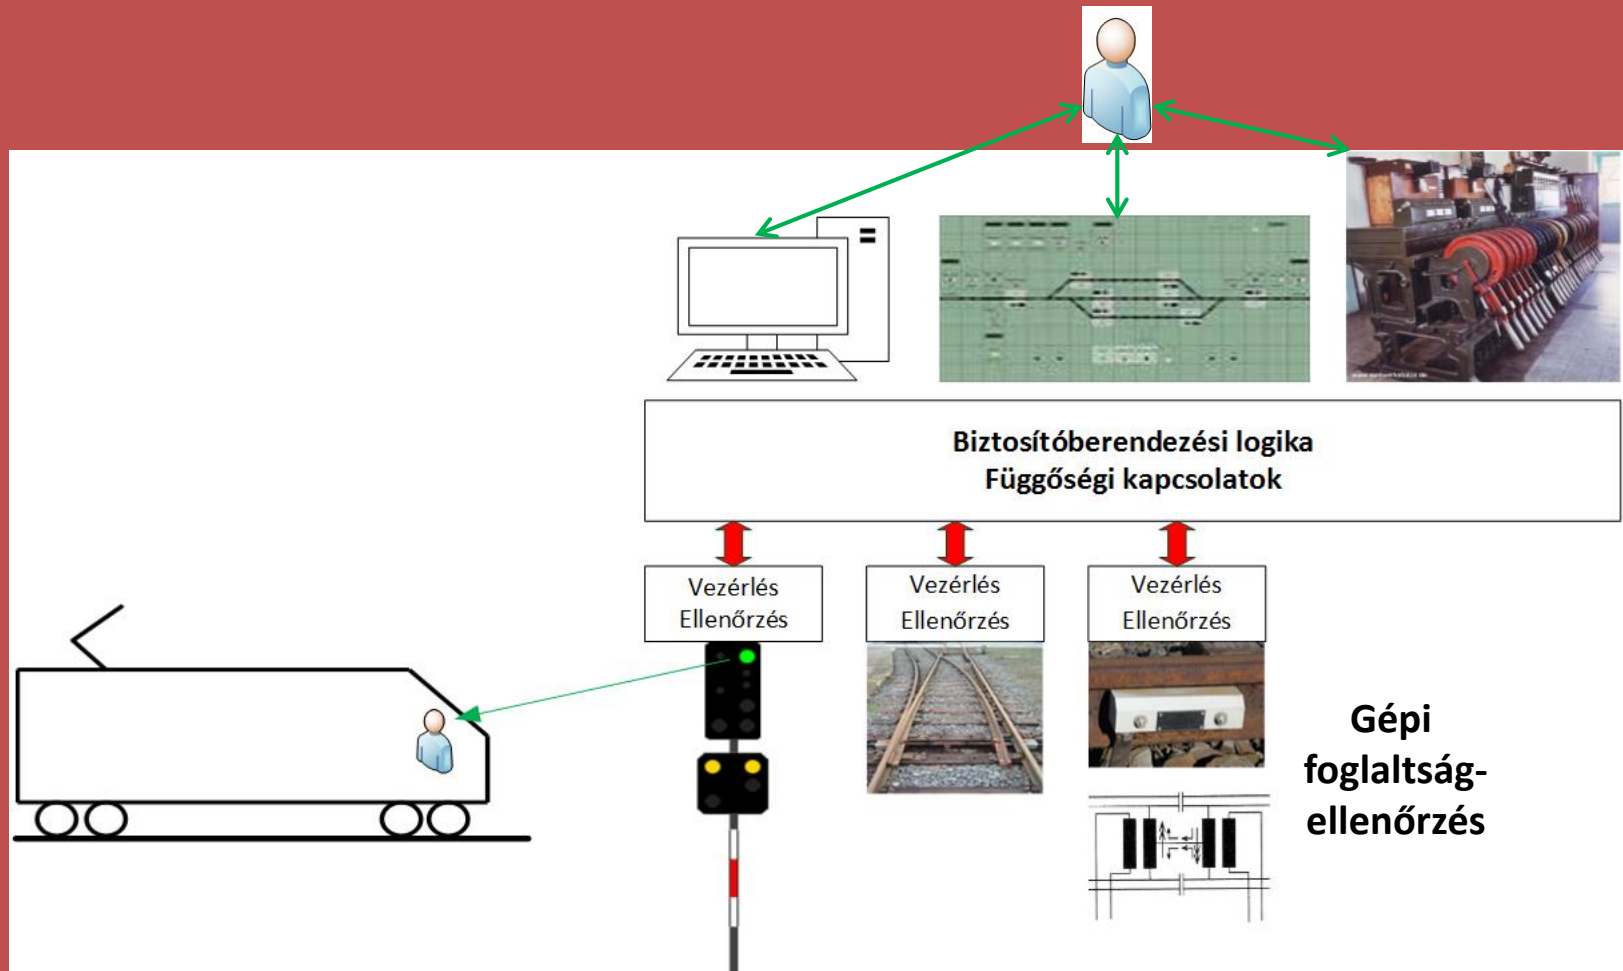 Biztosítóberendezési logika
Függőségi kapcsolatok
Vezérlés
Ellenőrzés
Vezérlés
Ellenőrzés
Vezérlés
Ellenőrzés
Gépi
foglaltság-
ellenőrzés